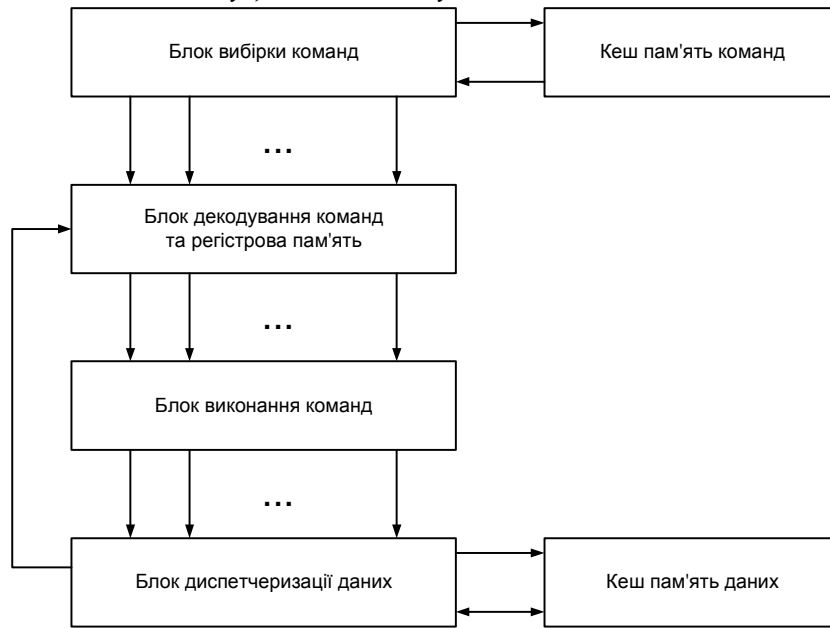 Блок вибірки команд
Кеш пам'ять команд
...
Блок декодування команд
та регістрова пам'ять
...
Блок виконання команд
...
Блок диспетчеризації даних
Кеш пам'ять даних